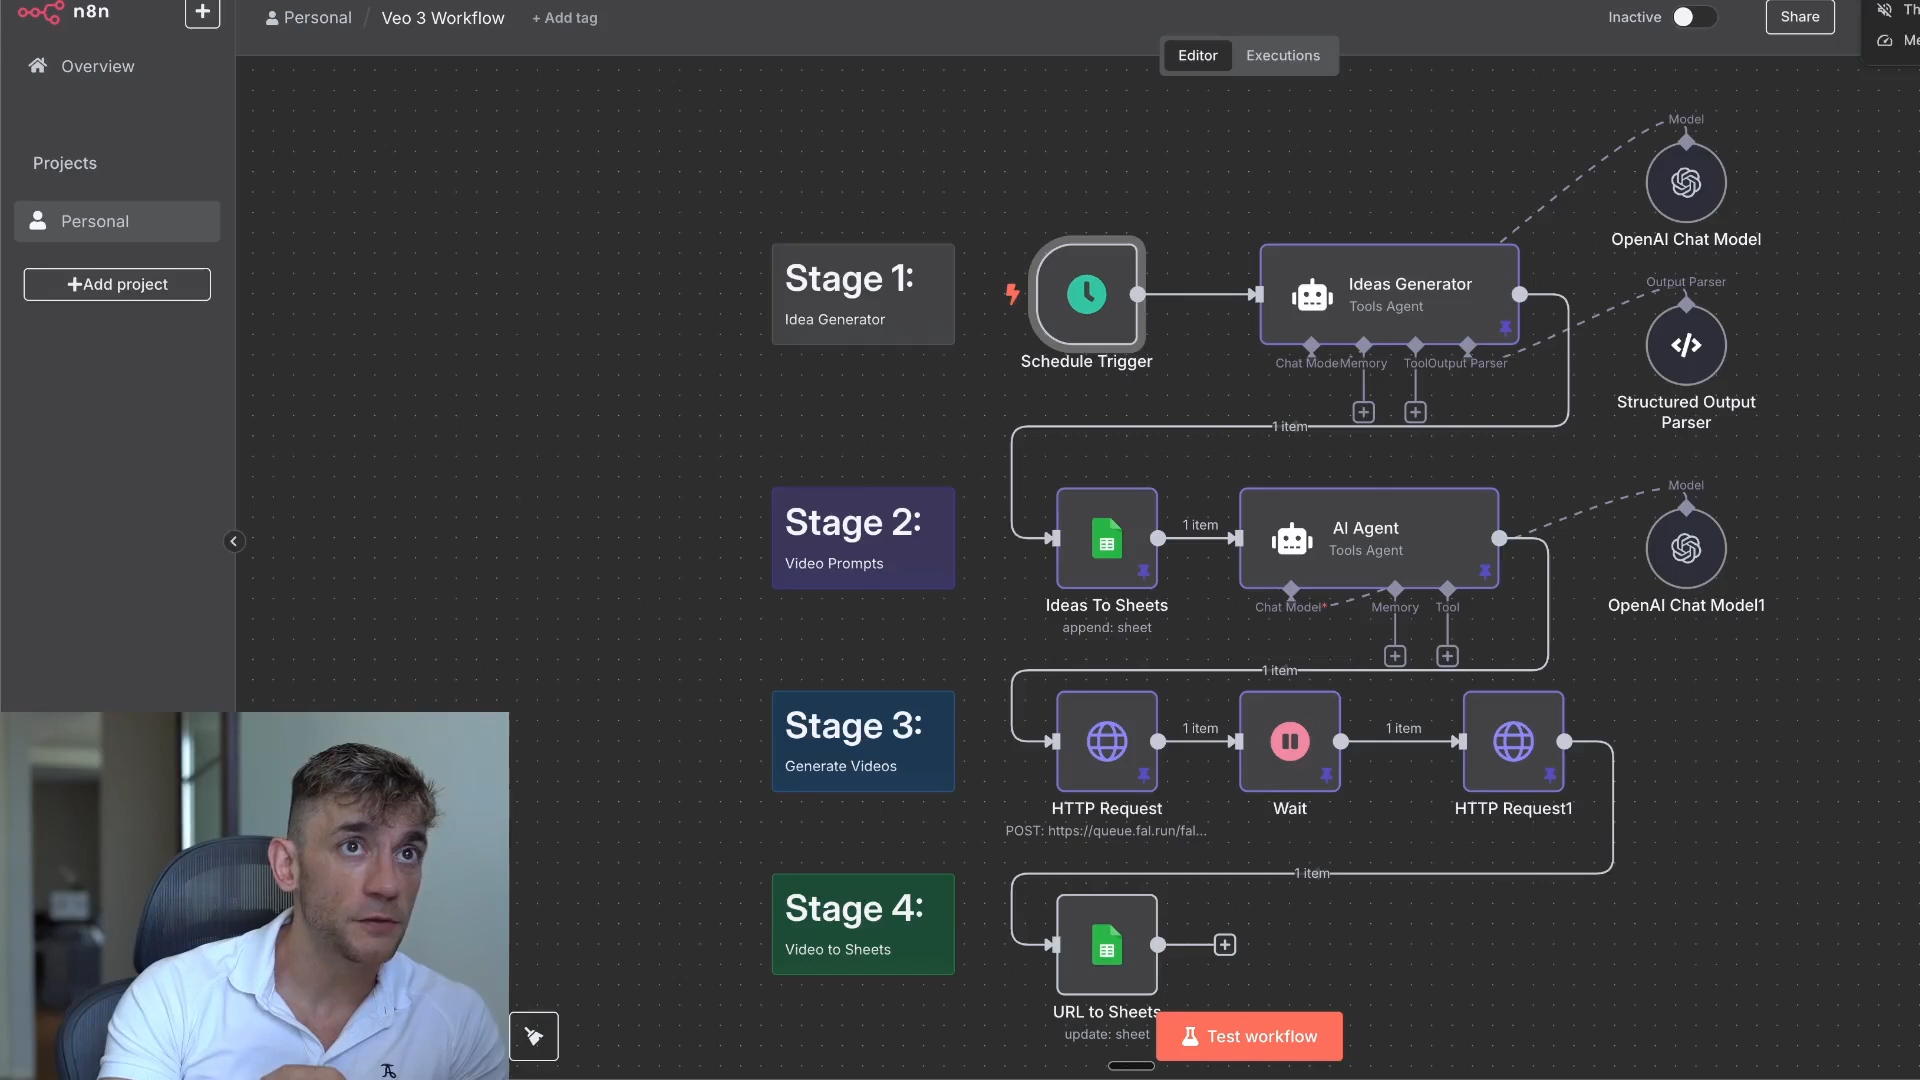 n8n
+
Personal / Veo 3 Workflow + Add tag
Inactive
Share
Th
Me
Overview
Editor Executions
Projects
Personal
+Add project
Model
OpenAI Chat Model
Stage 1:
Idea Generator
Schedule Trigger
Ideas Generator
Tools Agent
Chat Mode Memory Tool Output Parser
Output Parser
Structured Output
Parser
1 item
Stage 2:
Video Prompts
Ideas To Sheets
append: sheet
1 item
AI Agent
Tools Agent
Chat Model* Memory Tool
Model
OpenAI Chat Model1
1 item
Stage 3:
Generate Videos
HTTP Request
POST: https://queue.fal.run/fal...
1 item
Wait
1 item
HTTP Request1
1 item
Stage 4:
Video to Sheets
URL to Sheets
update: sheet
Test workflow